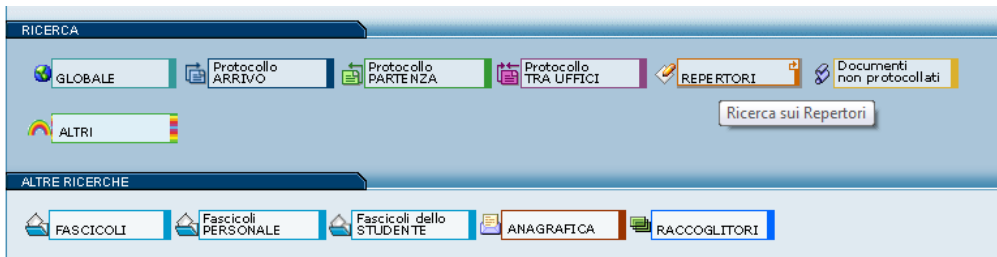 RICERCA
GLOBALE
Protocollo
ARRIVO
Protocollo
PARTENZA
Protocollo
TRA UFFICI
REPERTORI
Documenti
non protocollati
Ricerca sui Repertori
ALTRI
ALTRE RICERCHE
FASCICOLI
Fascicoli
PERSONALE
Fascicoli dello
STUDENTE
ANAGRAFICA
RACCOGLITORI